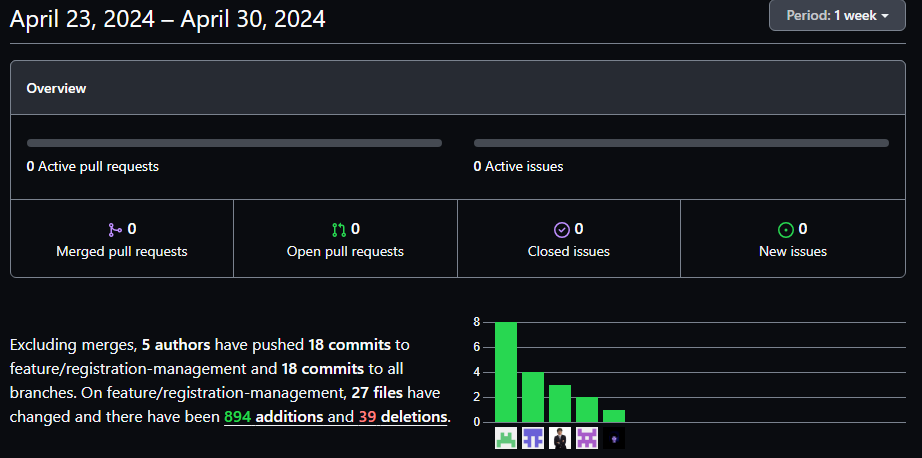 April 23, 2024 – April 30, 2024
Period: 1 week
Overview
0 Active pull requests
0 Active issues
0
Merged pull requests
0
Open pull requests
0
Closed issues
0
New issues
Excluding merges, 5 authors have pushed 18 commits to
feature/registration-management and 18 commits to all
branches. On feature/registration-management, 27 files have
changed and there have been 894 additions and 39 deletions.
8
6
4
2
0